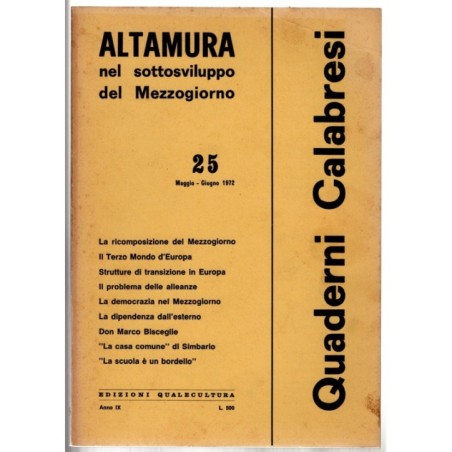 ALTAMURA
nel sottosviluppo
del Mezzogiorno
25
Maggio - Giugno 1972
La ricomposizione del Mezzogiorno
Il Terzo Mondo d'Europa
Strutture di transizione in Europa
Il problema delle alleanze
La democrazia nel Mezzogiorno
La dipendenza dall'esterno
Don Marco Bisceglie
"La casa comune" di Simbario
"La scuola è un bordello"
EDIZIONI QUALECULTURA
Anno IX
L. 500
Quaderni Calabresi